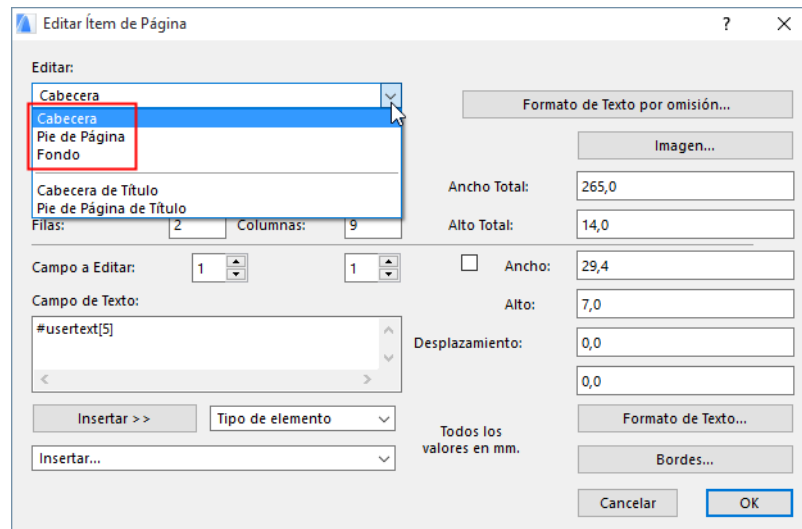 Editar Ítem de Página
?
Editar:
Cabecera
Formato de Texto por omisión...
Cabecera
Pie de Página
Fondo
Imagen...
Cabecera de Título
Pie de Página de Título
Ancho Total:
265,0
Filas:
2
Columnas:
9
Alto Total:
14,0
Campo a Editar:
1
1
Ancho:
29,4
Campo de Texto:
Alto:
7,0
#usertext[5]
Desplazamiento:
0,0
0,0
Insertar >>
Tipo de elemento
Todos los
valores en mm.
Formato de Texto...
Insertar...
Bordes...
Cancelar
OK